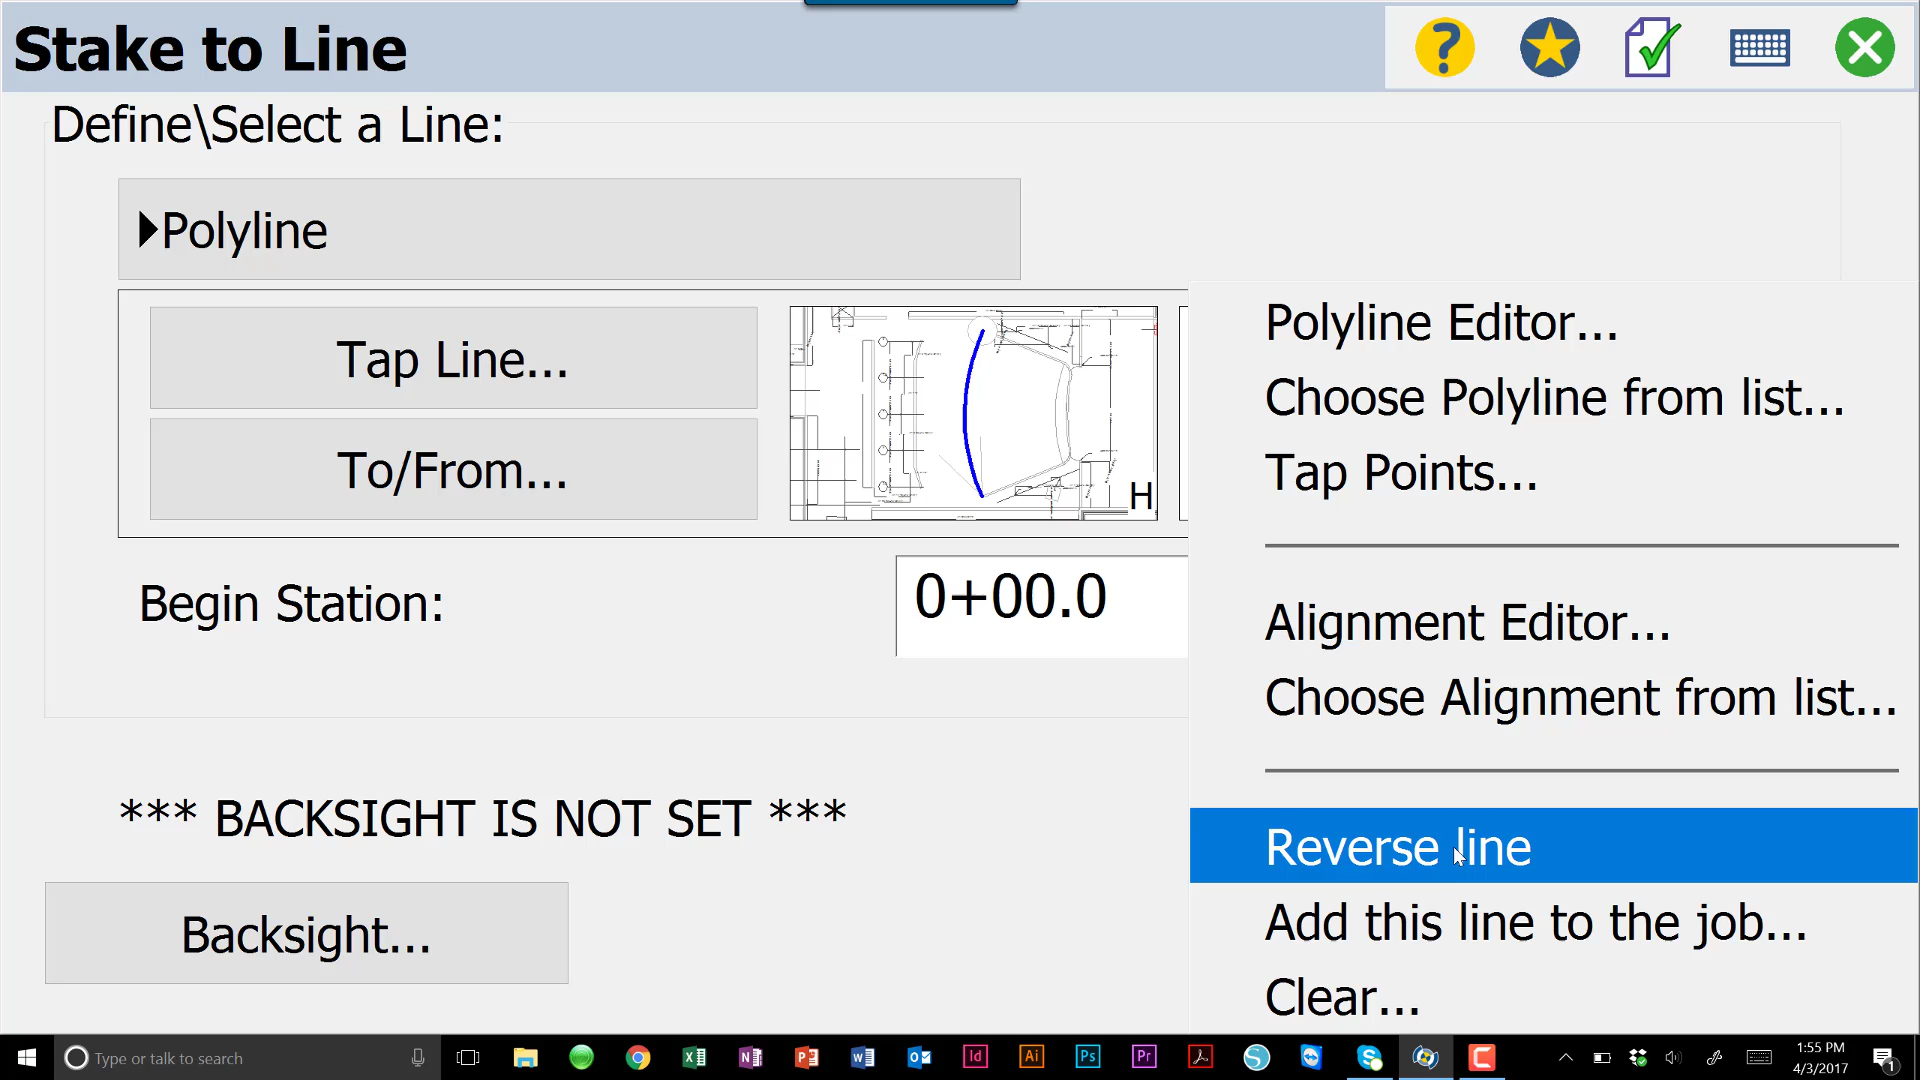 Stake to Line
Define\Select a Line:
Polyline
Tap Line...
To/From...
H
Begin Station:
0+00.0
*** BACKSIGHT IS NOT SET ***
Backsight...
Polyline Editor...
Choose Polyline from list...
Tap Points...
Alignment Editor...
Choose Alignment from list...
Reverse line
Add this line to the job...
Clear...
Type or talk to search
1:55 PM
4/3/2017
1